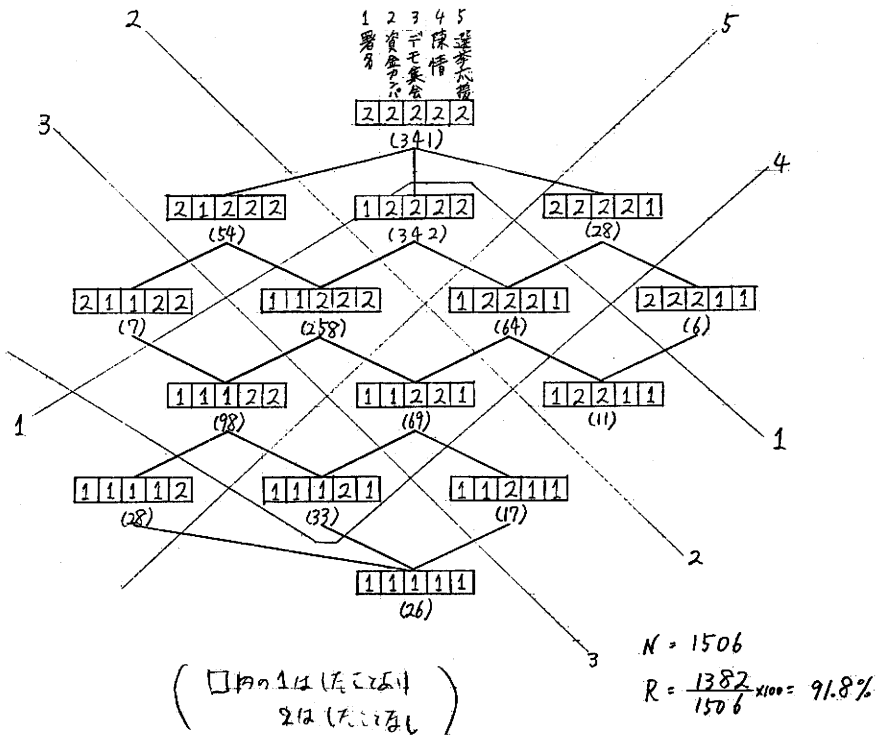 2
5
1 署名
2 資金カンパ
3 デモ集会
4 陳情
5 選挙応援
2 2 2 2 2
(341)
3
4
2 1 2 2 2
1 2 2 2 2
2 2 2 2 1
(54)
(342)
(28)
2 1 1 2 2
1 1 2 2 2
1 2 2 2 1
2 2 2 1 1
(7)
(258)
(64)
(6)
1 1 1 2 2
1 1 2 2 1
1 2 2 1 1
(98)
(69)
(11)
1
1
1 1 1 1 2
1 1 1 2 1
1 1 2 1 1
(28)
(33)
(17)
2
1 1 1 1 1
(26)
3
□内の1はしたことあり
2はしたことなし
N = 1506
R = 1382/1506 ×100 = 91.8%